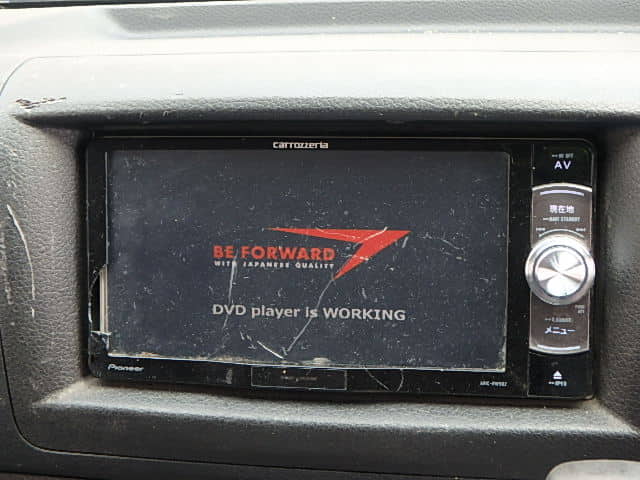 carrozzeria
AV
現在地
BE FORWARD
WITH JAPANESE QUALITY
DVD player is WORKING
メニュー
Pioneer
OPEN